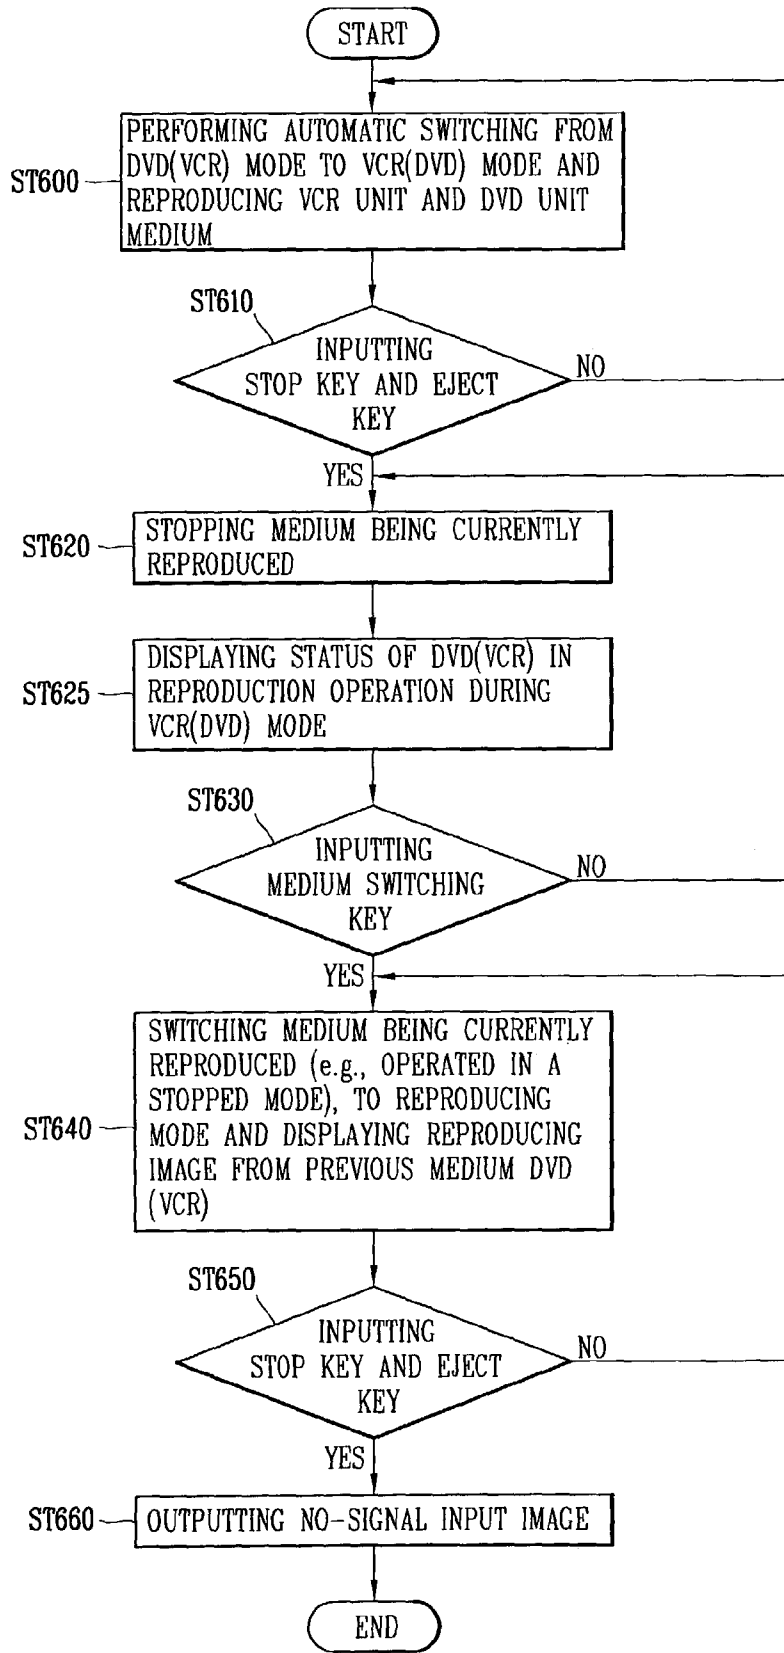 START
PERFORMING AUTOMATIC SWITCHING FROM
DVD(VCR) MODE TO VCR(DVD) MODE AND
REPRODUCING VCR UNIT AND DVD UNIT
MEDIUM
ST600
ST610
INPUTTING
STOP KEY AND EJECT
KEY
NO
YES
STOPPING MEDIUM BEING CURRENTLY
REPRODUCED
ST620
DISPLAYING STATUS OF DVD(VCR) IN
REPRODUCTION OPERATION DURING
VCR(DVD) MODE
ST625
ST630
INPUTTING
MEDIUM SWITCHING
KEY
NO
YES
SWITCHING MEDIUM BEING CURRENTLY
REPRODUCED (e.g., OPERATED IN A
STOPPED MODE), TO REPRODUCING
MODE AND DISPLAYING REPRODUCING
IMAGE FROM PREVIOUS MEDIUM DVD
(VCR)
ST640
ST650
INPUTTING
STOP KEY AND EJECT
KEY
NO
YES
ST660
OUTPUTTING NO-SIGNAL INPUT IMAGE
END